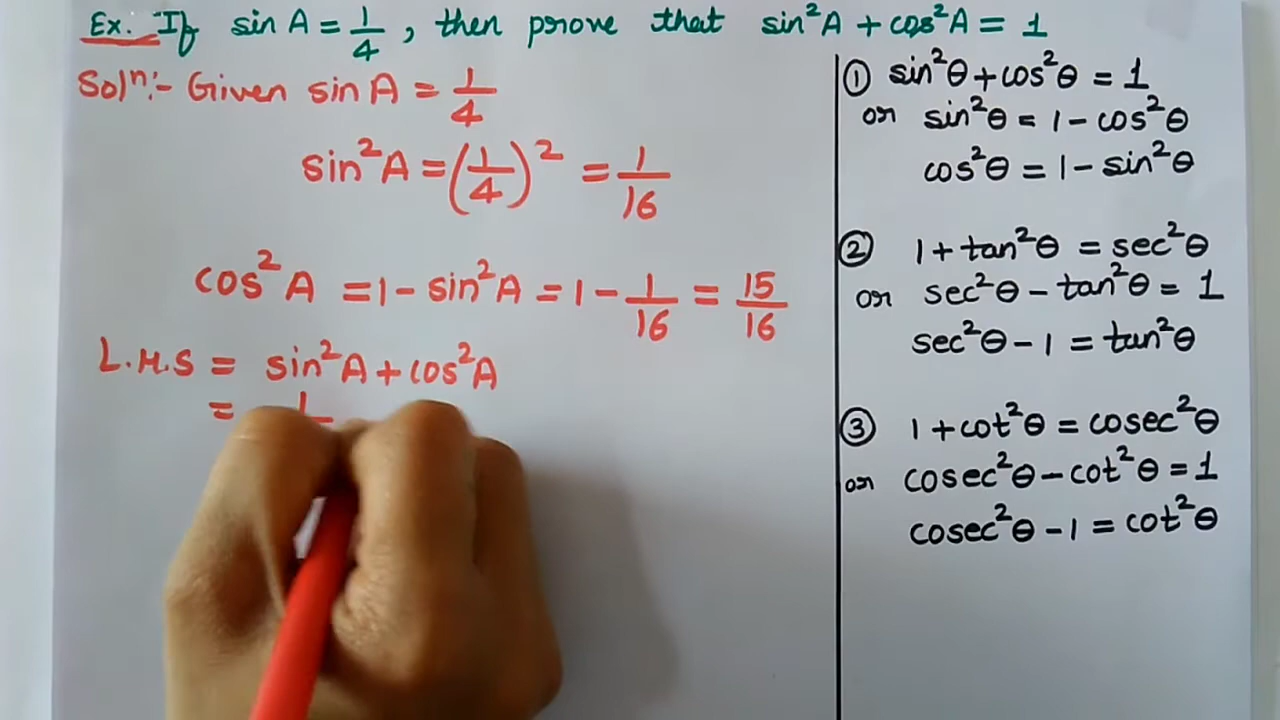 Ex. If sin A = 1/4, then prove that sin²A + cos²A = 1
Solⁿ:- Given sin A = 1/4
sin²A = (1/4)² = 1/16
cos²A = 1 - sin²A = 1 - 1/16 = 15/16
L.H.S = sin²A + cos²A
= 1
① sin²θ + cos²θ = 1
or sin²θ = 1 - cos²θ
cos²θ = 1 - sin²θ
② 1 + tan²θ = sec²θ
or sec²θ - tan²θ = 1
sec²θ - 1 = tan²θ
③ 1 + cot²θ = cosec²θ
or cosec²θ - cot²θ = 1
cosec²θ - 1 = cot²θ